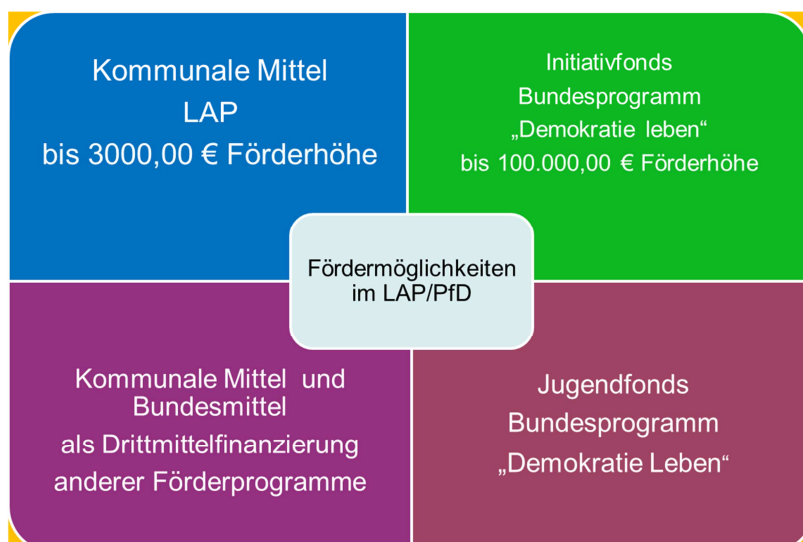 Kommunale Mittel
LAP
bis 3000,00 € Förderhöhe
Initiativfonds
Bundesprogramm
„Demokratie leben“
bis 100.000,00 € Förderhöhe
Fördermöglichkeiten
im LAP/PfD
Kommunale Mittel und
Bundesmittel
als Drittmittelfinanzierung
anderer Förderprogramme
Jugendfonds
Bundesprogramm
„Demokratie Leben“